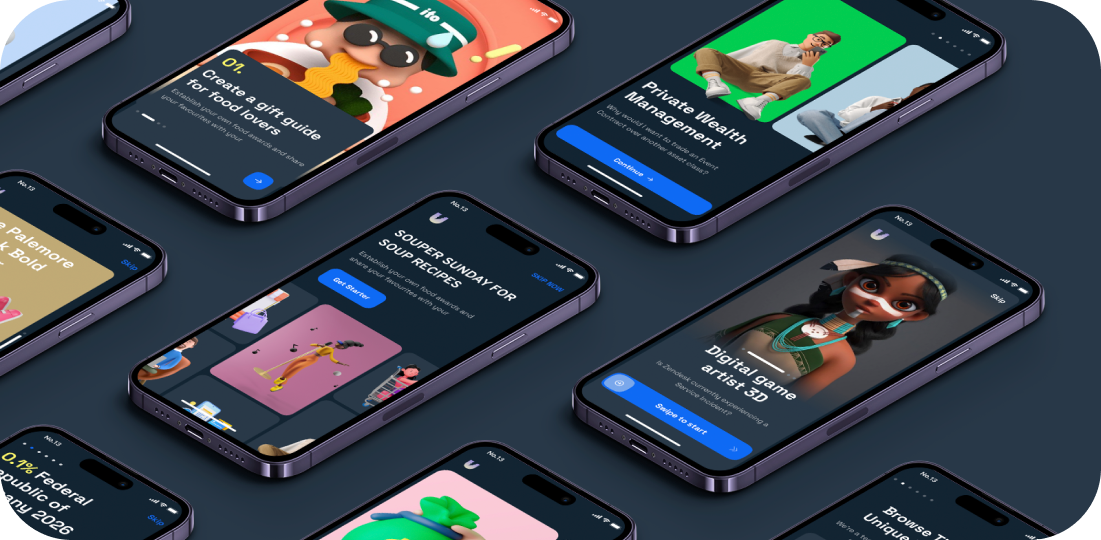 ito
01.
Create a gift guide
for food lovers
Establish your own food awards and share
your favourites with your
Private Wealth
Management
Why would I want to trade an Event
Contract over another asset class?
Continue
No.13
Palemore
k Bold
Skip
No.13
SOUPER SUNDAY FOR
SOUP RECIPES
SKIP NOW
Establish your own food awards and
share your favourites with your
Get Starter
No.13
Skip
Digital game
artist 3D
Is Zendesk currently experiencing a
Service Incident?
Swipe to start
No.13
0.1% Federal
epublic of
any 2026
Skip
No.13
No.13
Browse T
Unique
We're a